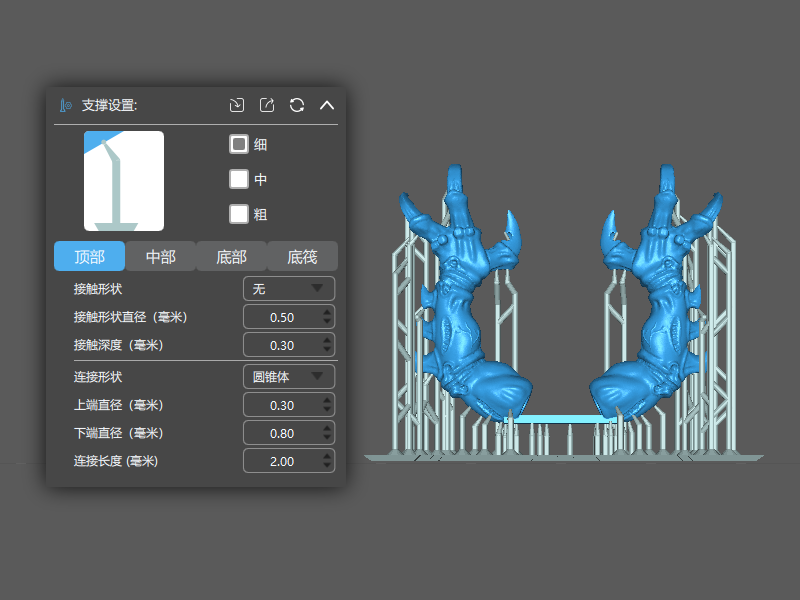 支撑设置:
细
中
粗
顶部 中部 底部 底筏
接触形状 无
接触形状直径（毫米） 0.50
接触深度（毫米） 0.30
连接形状 圆锥体
上端直径（毫米） 0.30
下端直径（毫米） 0.80
连接长度 (毫米) 2.00